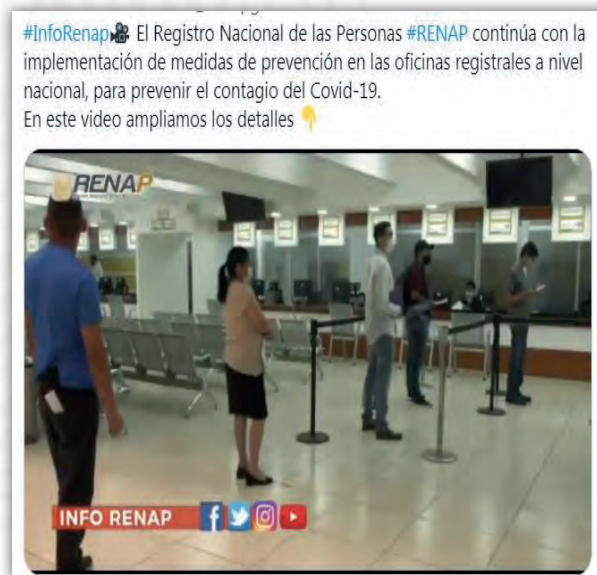 #InfoRenap🎥 El Registro Nacional de las Personas #RENAP continúa con la
implementación de medidas de prevención en las oficinas registrales a nivel
nacional, para prevenir el contagio del Covid-19.
En este video ampliamos los detalles 👇
RENAP
INFO RENAP